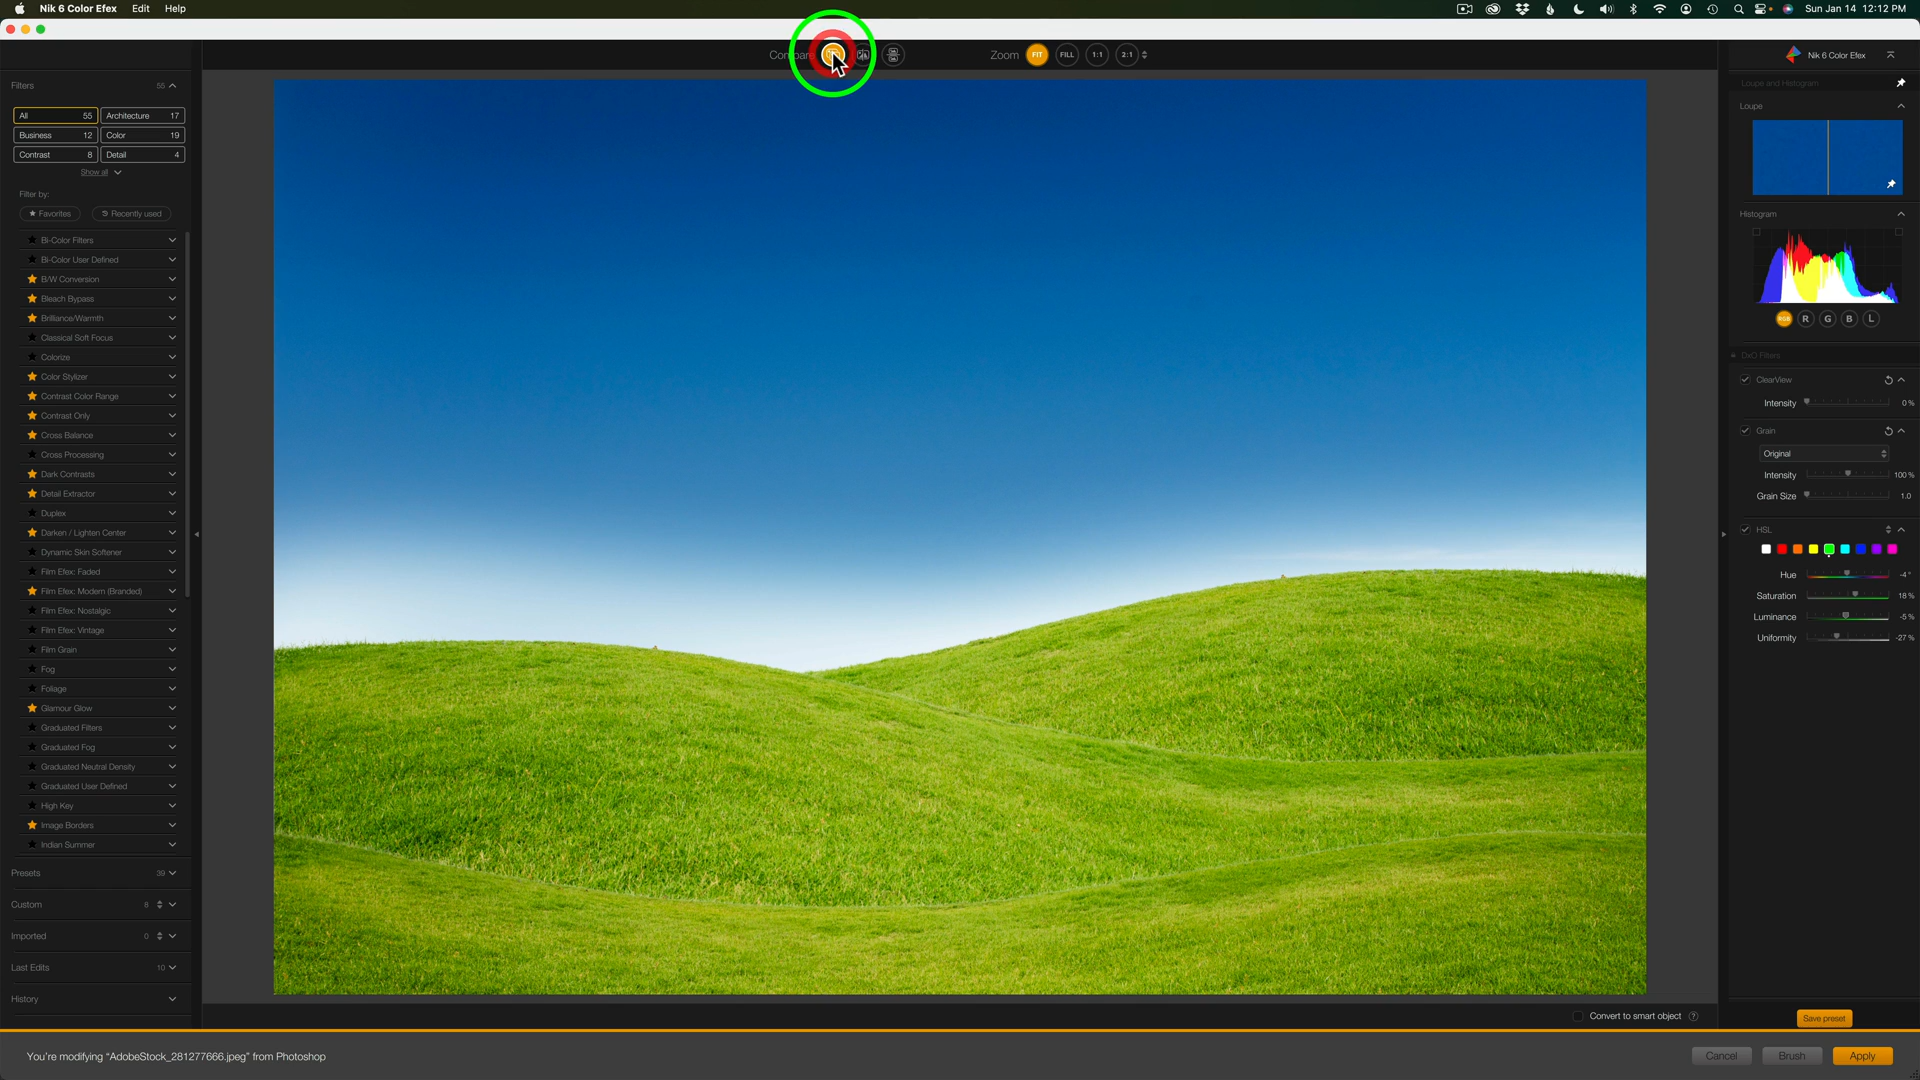 Nik 6 Color Efex Edit Help
Sun Jan 14 12:12 PM
Zoom FIT FILL 1:1 2:1
Nik 6 Color Efex
Filters 55
All 55 Architecture 17
Business 12 Color 19
Contrast 8 Detail 4
Show all
Filter by:
Favorites Recently used
Bi-Color Filters
Bi-Color User Defined
B/W Conversion
Bleach Bypass
Brilliance/Warmth
Classical Soft Focus
Colorize
Color Stylizer
Contrast Color Range
Contrast Only
Cross Balance
Cross Processing
Dark Contrasts
Detail Extractor
Duplex
Darken / Lighten Center
Dynamic Skin Softener
Film Efex: Faded
Film Efex: Modern (Branded)
Film Efex: Nostalgic
Film Efex: Vintage
Film Grain
Fog
Foliage
Glamour Glow
Graduated Filters
Graduated Fog
Graduated Neutral Density
Graduated User Defined
High Key
Image Borders
Indian Summer
Presets 39
Custom 8
Imported 0
Last Edits 10
History
Loupe and Histogram
Loupe
Histogram
RGB R G B L
DxO Filters
ClearView
Intensity 0%
Grain
Original
Intensity 100%
Grain Size 1.0
HSL
Hue -4°
Saturation 18%
Luminance -5%
Uniformity -27%
Convert to smart object ?
Save preset
You're modifying "AdobeStock_281277666.jpeg" from Photoshop
Cancel Brush Apply